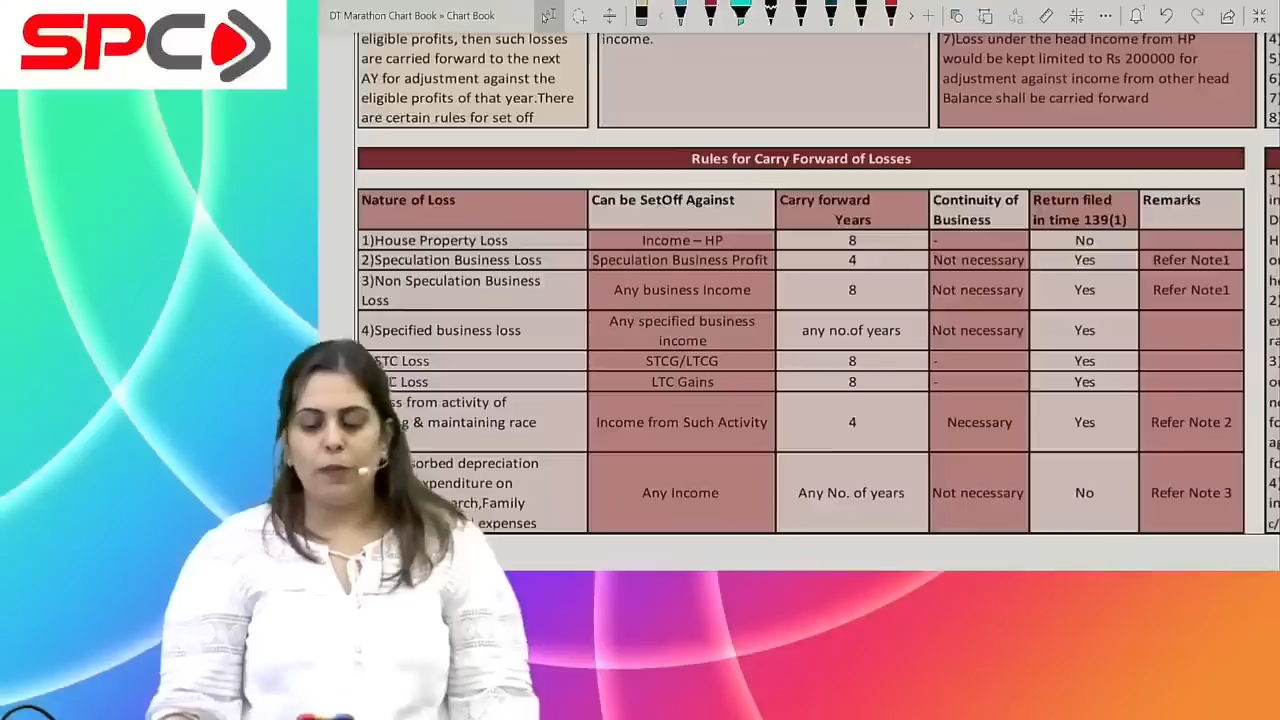 SPC
DT Marathon Chart Book » Chart Book
eligible profits, then such losses
are carried forward to the next
AY for adjustment against the
eligible profits of that year.There
are certain rules for set off
income.
7)Loss under the head Income from HP
would be kept limited to Rs 200000 for
adjustment against income from other head
Balance shall be carried forward
4)
5)
6)
7)
8)
Rules for Carry Forward of Losses
Nature of Loss Can be SetOff Against Carry forward Years Continuity of Business Return filed in time 139(1) Remarks
1)House Property Loss Income – HP 8 - No
2)Speculation Business Loss Speculation Business Profit 4 Not necessary Yes Refer Note1
3)Non Speculation Business Loss Any business Income 8 Not necessary Yes Refer Note1
4)Specified business loss Any specified business income any no.of years Not necessary Yes
STC Loss STCG/LTCG 8 - Yes
Loss LTC Gains 8 - Yes
from activity of
& maintaining race Income from Such Activity 4 Necessary Yes Refer Note 2
depreciation
on
Family
expenses Any Income Any No. of years Not necessary No Refer Note 3
1)
2)
3)
4)